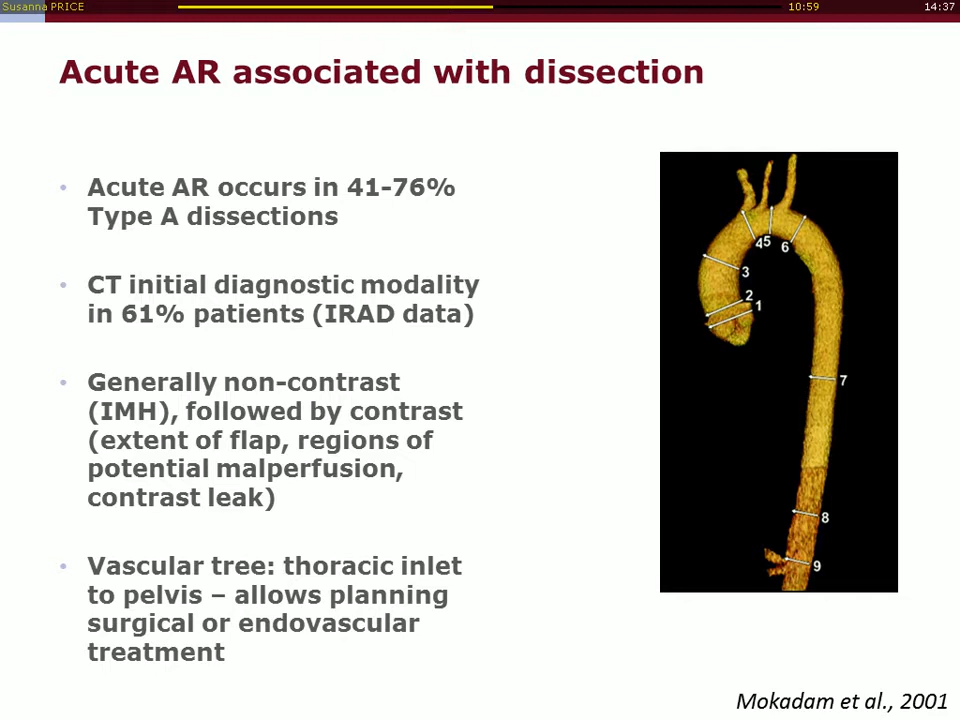 Susanna PRICE 10:59 14:37
Acute AR associated with dissection
• Acute AR occurs in 41-76%
Type A dissections
• CT initial diagnostic modality
in 61% patients (IRAD data)
• Generally non-contrast
(IMH), followed by contrast
(extent of flap, regions of
potential malperfusion,
contrast leak)
• Vascular tree: thoracic inlet
to pelvis – allows planning
surgical or endovascular
treatment
45
6
3
2
1
7
8
9
Mokadam et al., 2001